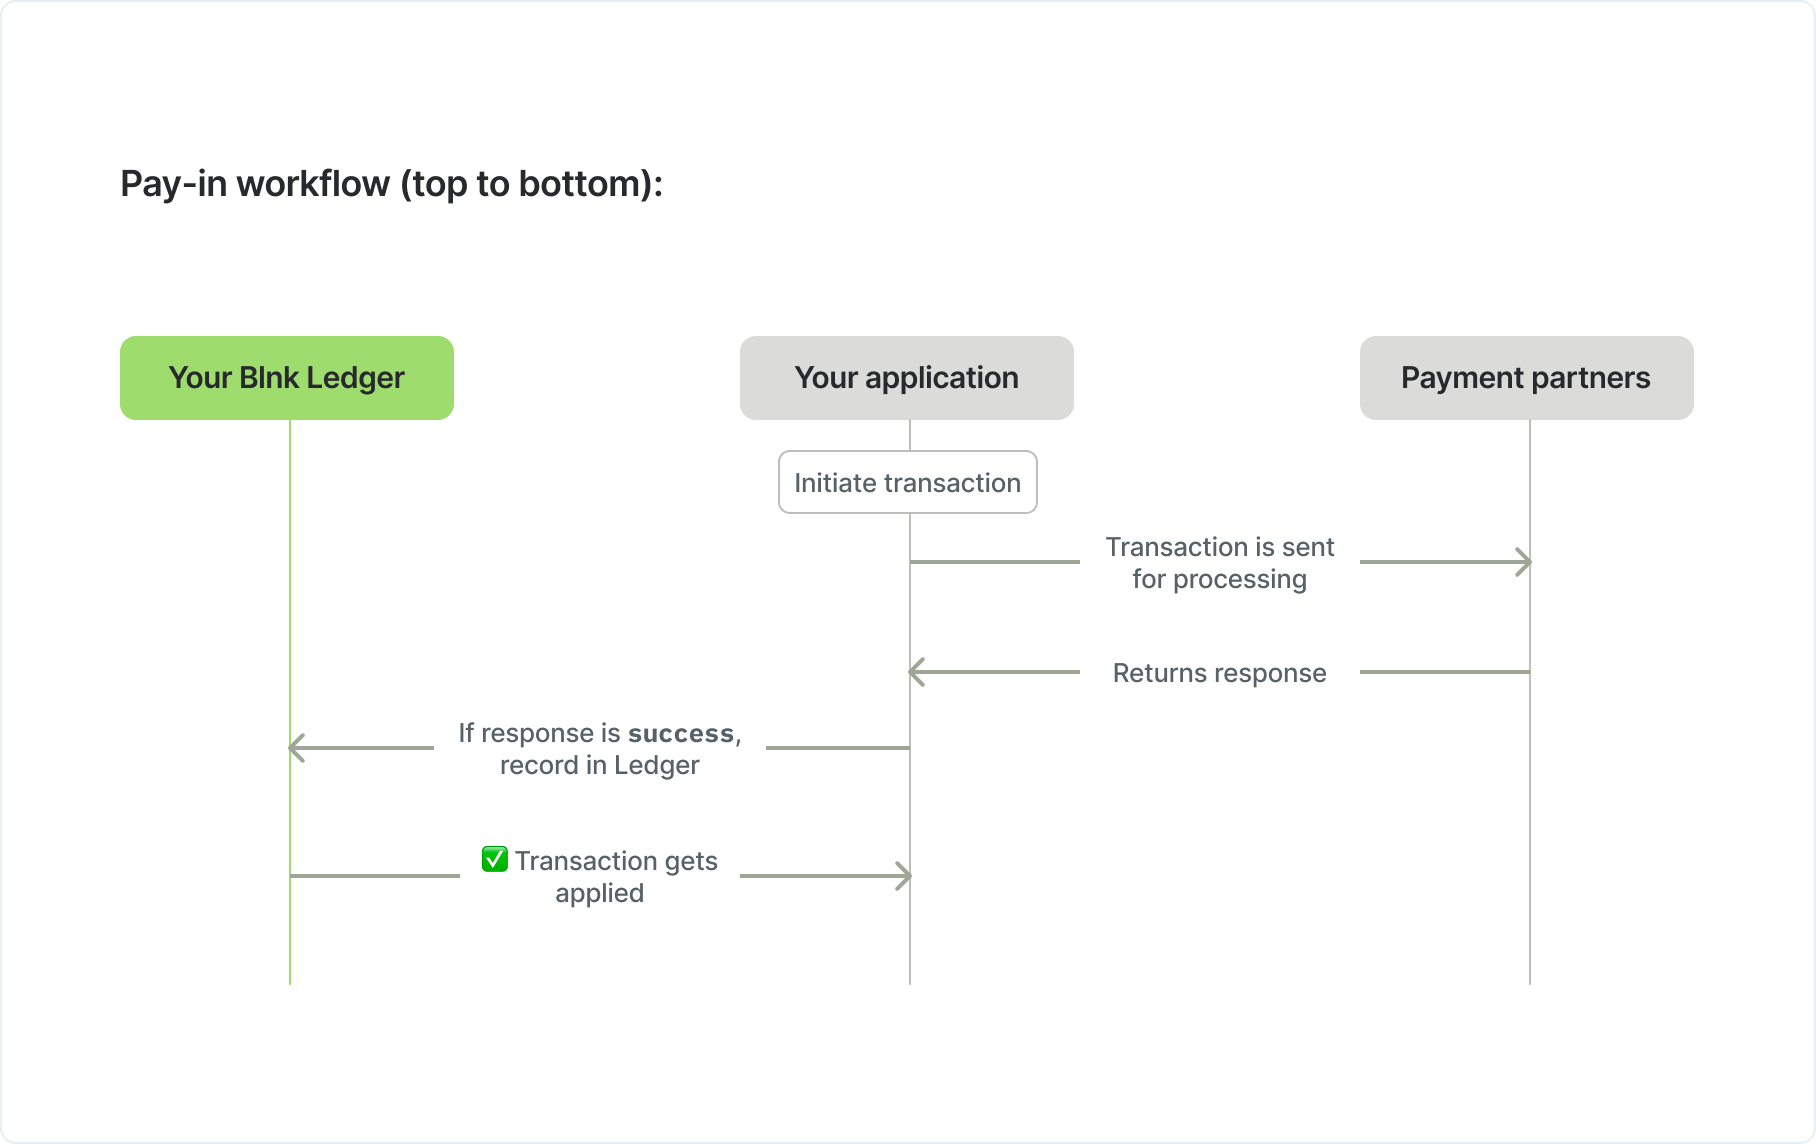 Pay-in workflow (top to bottom):
Your Blnk Ledger
Your application
Payment partners
Initiate transaction
Transaction is sent
for processing
Returns response
If response is success,
record in Ledger
✅ Transaction gets
applied